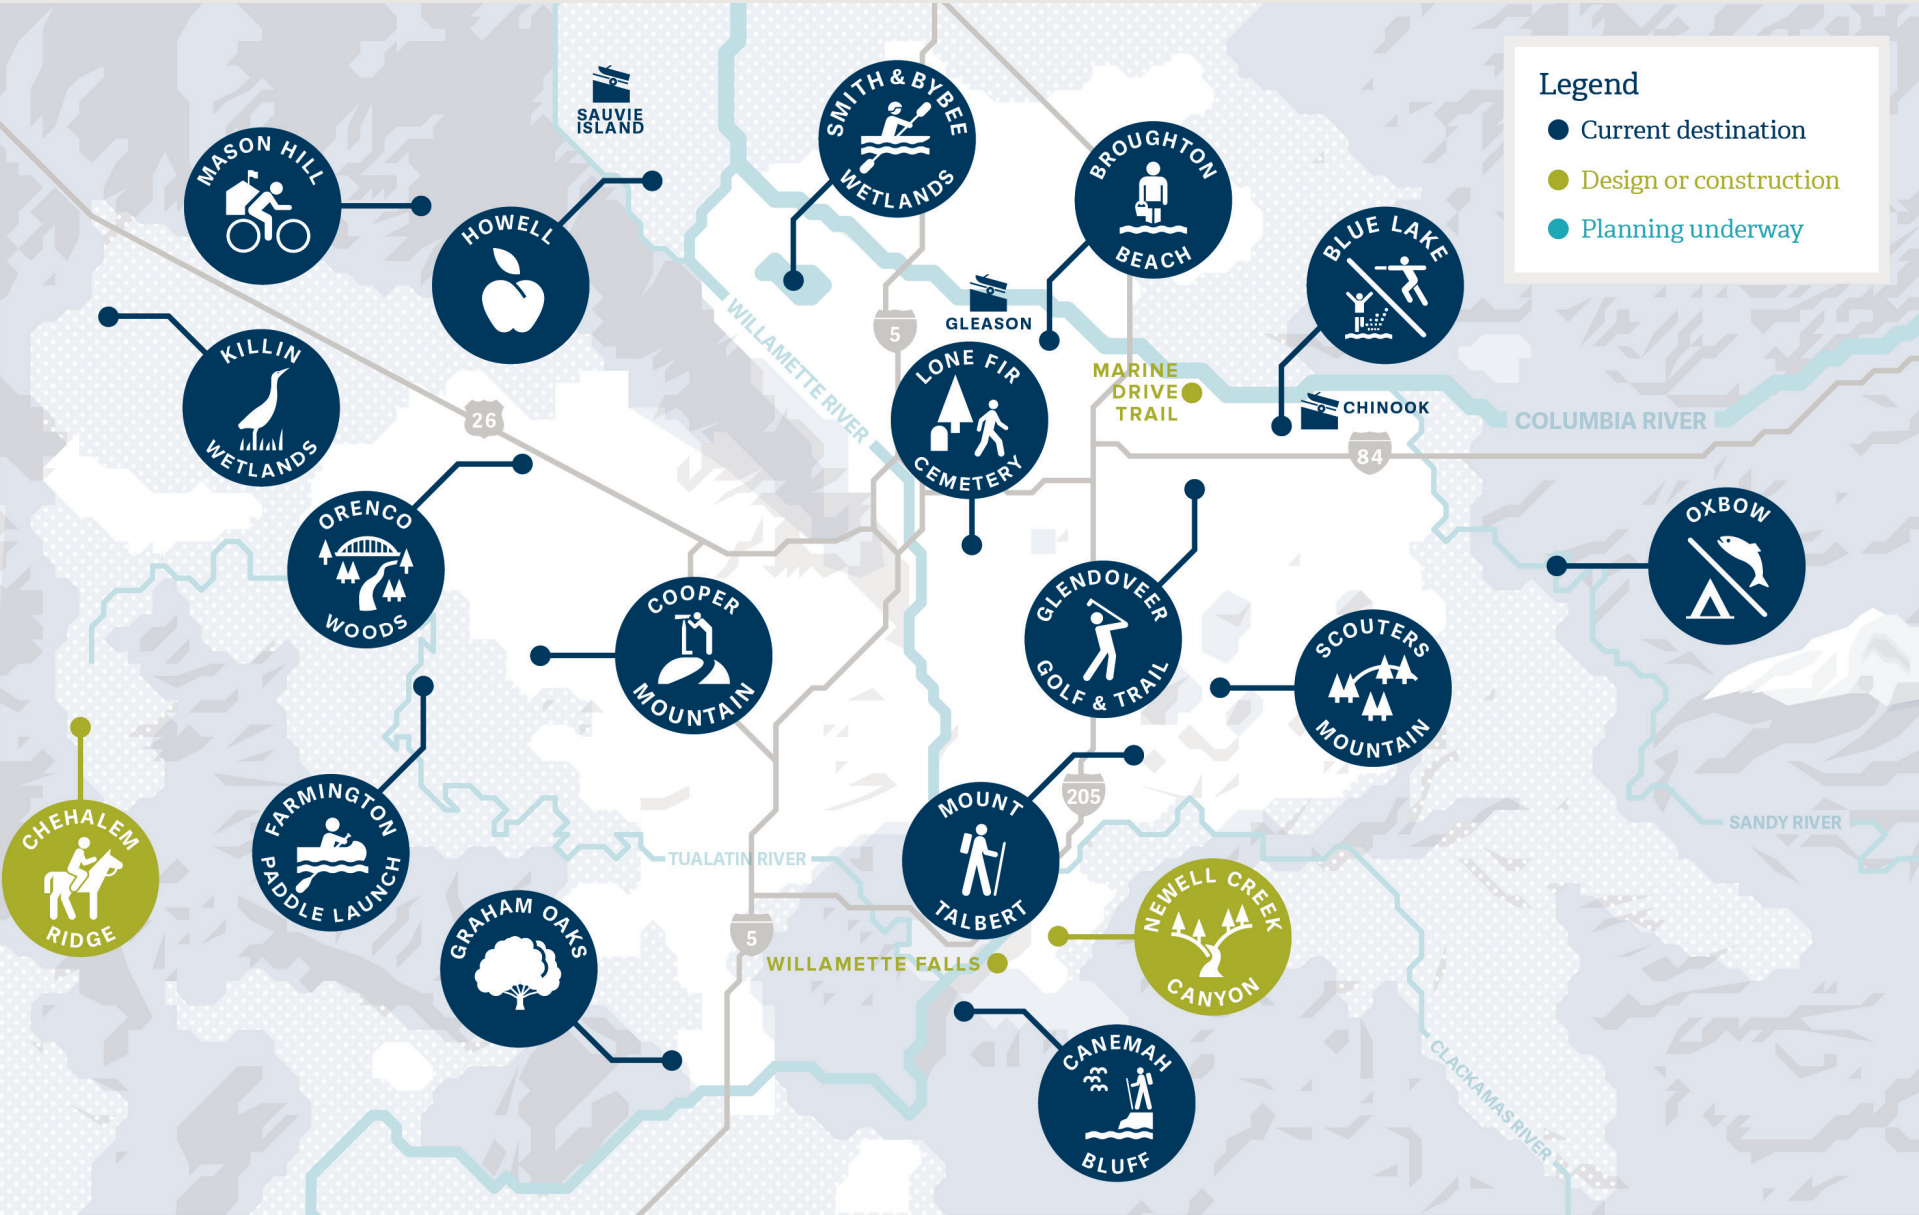 Legend
Current destination
Design or construction
Planning underway
SAUVIE
ISLAND
SMITH & BYBEE
WETLANDS
MASON HILL
BROUGHTON
BEACH
HOWELL
BLUE LAKE
GLEASON
5
WILLAMETTE RIVER
KILLIN
WETLANDS
LONE FIR
CEMETERY
MARINE
DRIVE
TRAIL
CHINOOK
COLUMBIA RIVER
26
84
ORENCO
WOODS
OXBOW
COOPER
MOUNTAIN
GLENDOVEER
GOLF & TRAIL
SCOUTERS
MOUNTAIN
CHEHALEM
RIDGE
FARMINGTON
PADDLE LAUNCH
MOUNT
TALBERT
205
SANDY RIVER
TUALATIN RIVER
GRAHAM OAKS
5
WILLAMETTE FALLS
NEWELL CREEK
CANYON
CANEMAH
BLUFF
CLACKAMAS RIVER